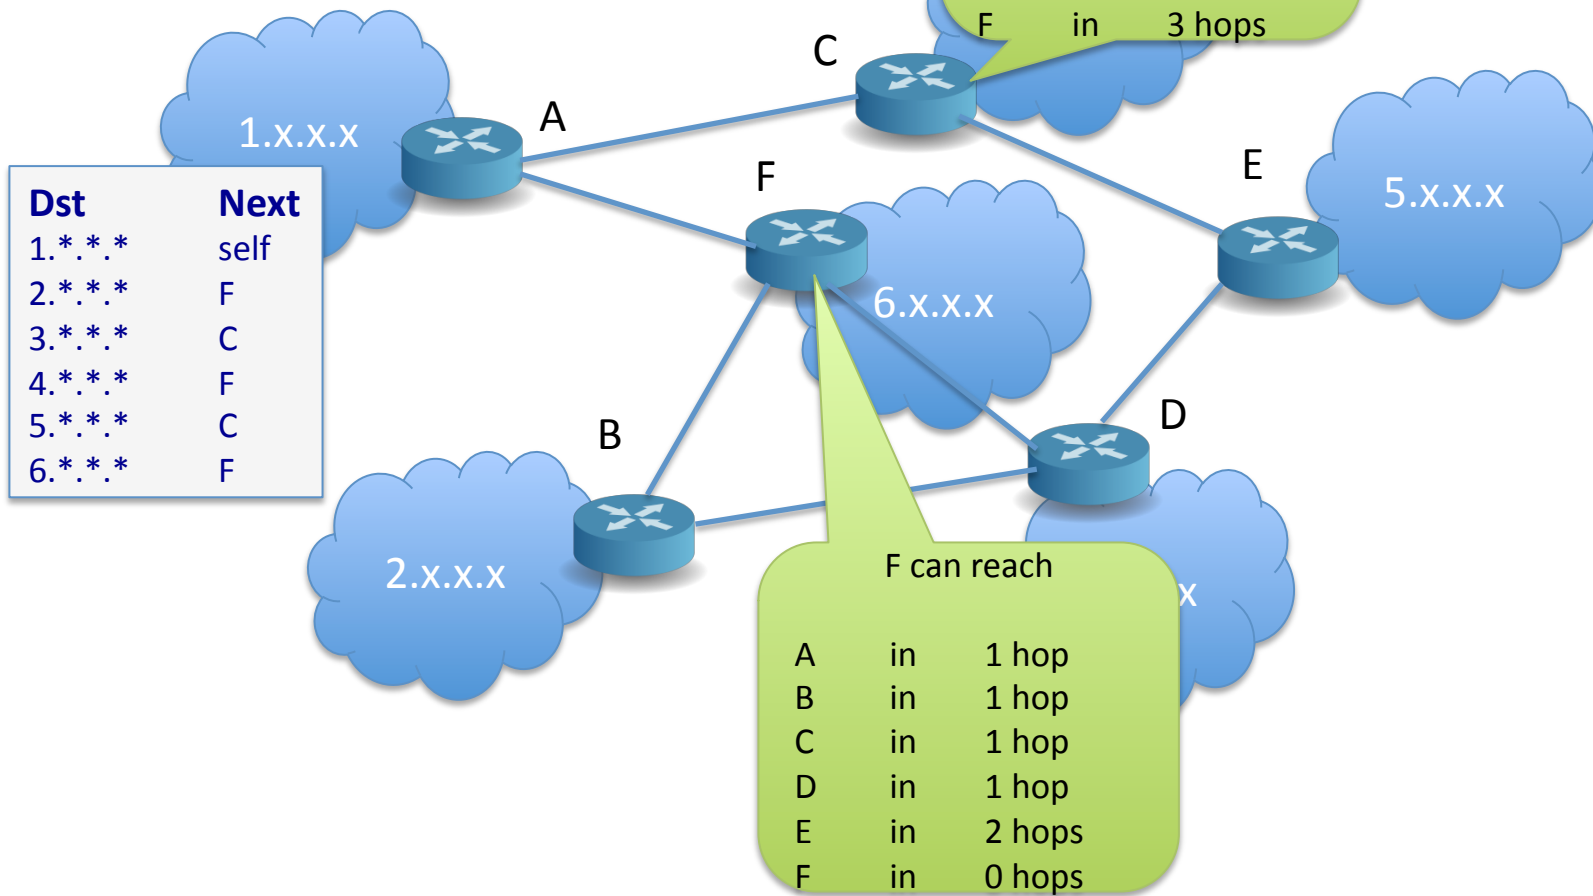 F in 3 hops
C
A
1.x.x.x
E
F
5.x.x.x
Dst Next
1.*.*.* self
2.*.*.* F
3.*.*.* C
4.*.*.* F
5.*.*.* C
6.*.*.* F
6.x.x.x
D
B
2.x.x.x
x
F can reach
A in 1 hop
B in 1 hop
C in 1 hop
D in 1 hop
E in 2 hops
F in 0 hops